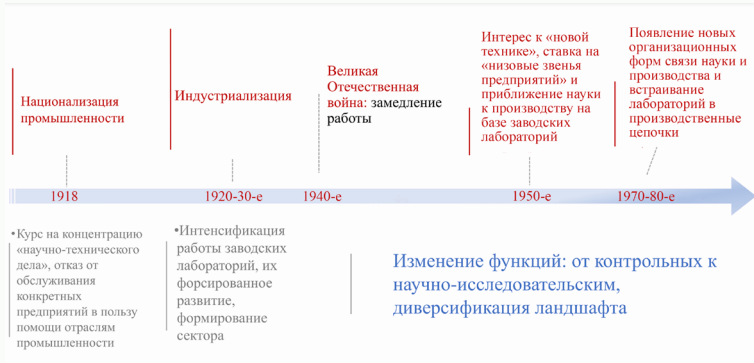 Национализация
промышленности
Индустриализация
Великая
Отечественная
война: замедление
работы
Интерес к «новой
технике», ставка на
«низовые звенья
предприятий» и
приближение науки
к производству на
базе заводских
лабораторий
Появление новых
организационных
форм связи науки и
производства и
встраивание
лабораторий в
производственные
цепочки
1918
1920-30-е
1940-е
1950-е
1970-80-е
•Курс на концентрацию
«научно-технического
дела», отказ от
обслуживания
конкретных
предприятий в пользу
помощи отраслям
промышленности
•Интенсификация
работы заводских
лабораторий, их
форсированное
развитие,
формирование
сектора
Изменение функций: от контрольных к
научно-исследовательским,
диверсификация ландшафта